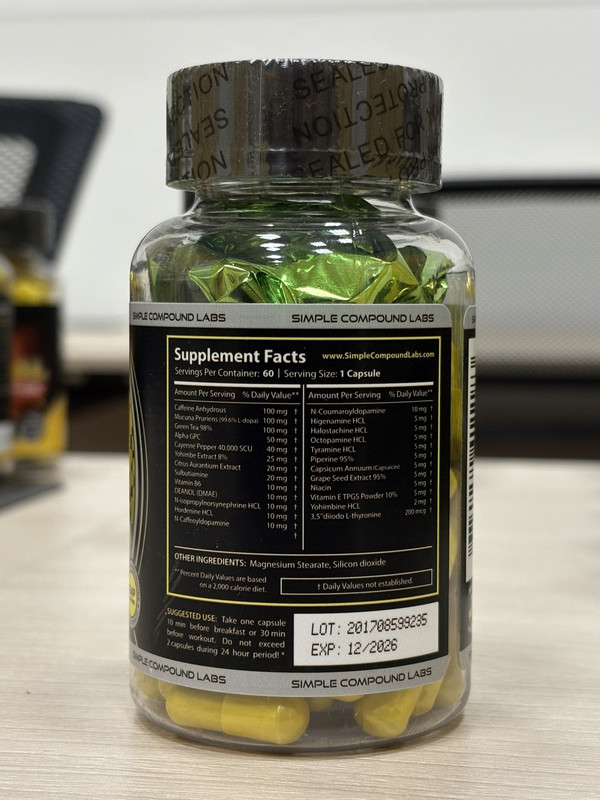 SEALED
PROTECTION
SEALED FOR
SIMPLE COMPOUND LABS SIMPLE COMPOUND LABS
Supplement Facts www.SimpleCompoundLabs.com
Servings Per Container: 60 | Serving Size: 1 Capsule
Amount Per Serving % Daily Value**
Caffeine Anhydrous 100 mg †
Mucuna Pruriens (99.6% L-dopa) 100 mg †
Green Tea 98% 100 mg †
Alpha GPC 50 mg †
Cayenne Pepper 40.000 SCU 40 mg †
Yohimbe Extract 8% 25 mg †
Citrus Aurantium Extract 20 mg †
Sulbutiamine 20 mg †
Vitamin B6 10 mg †
DEANOL (DMAE) 10 mg †
N-isopropylnorsynephrine HCL 10 mg †
Hordenine HCL 10 mg †
N-Caffeoyldopamine 10 mg †
†
Amount Per Serving % Daily Value**
N-Coumaroyldopamine 10 mg †
Higenamine HCL 5 mg †
Halostachine HCL 5 mg †
Octopamine HCL 5 mg †
Tyramine HCL 5 mg †
Piperine 95% 5 mg †
Capsicum Annuum (Capsaicin) 5 mg †
Grape Seed Extract 95% 5 mg †
Niacin 5 mg †
Vitamin E TPGS Powder 10% 5 mg †
Yohimbine HCL 2 mg †
3,5"diiodo L-thyronine 200 mcg †
OTHER INGREDIENTS: Magnesium Stearate, Silicon dioxide
**Percent Daily Values are based
on a 2,000 calorie diet.
† Daily Values not established.
SUGGESTED USE: Take one capsule
10 min before breakfast or 30 min
before workout. Do not exceed
2 capsules during 24 hour period! *
LOT: 201708599235
EXP: 12/2026
SIMPLE COMPOUND LABS SIMPLE COMPOUND LABS